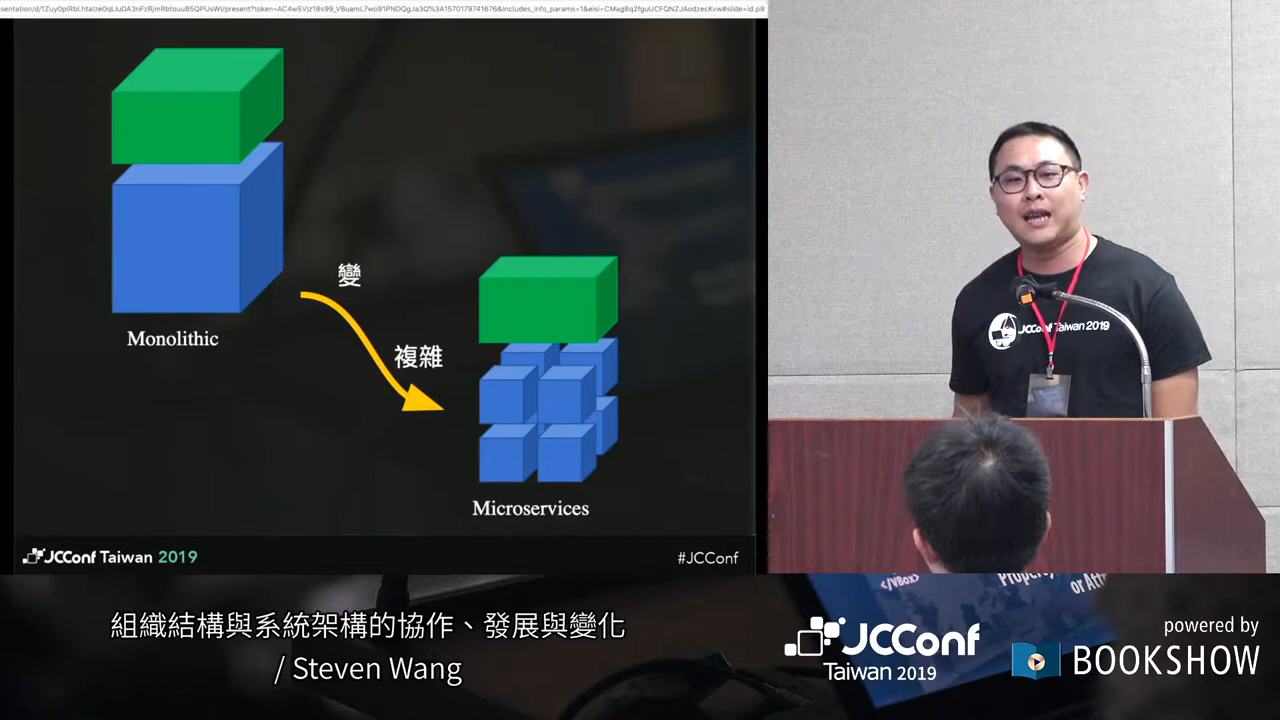 變
複雜
Monolithic
Microservices
JCConf Taiwan 2019
#JCConf
JCConf Taiwan 2019
</VBox>
組織結構與系統架構的協作、發展與變化
/ Steven Wang
JCConf
Taiwan 2019
powered by
BOOKSHOW